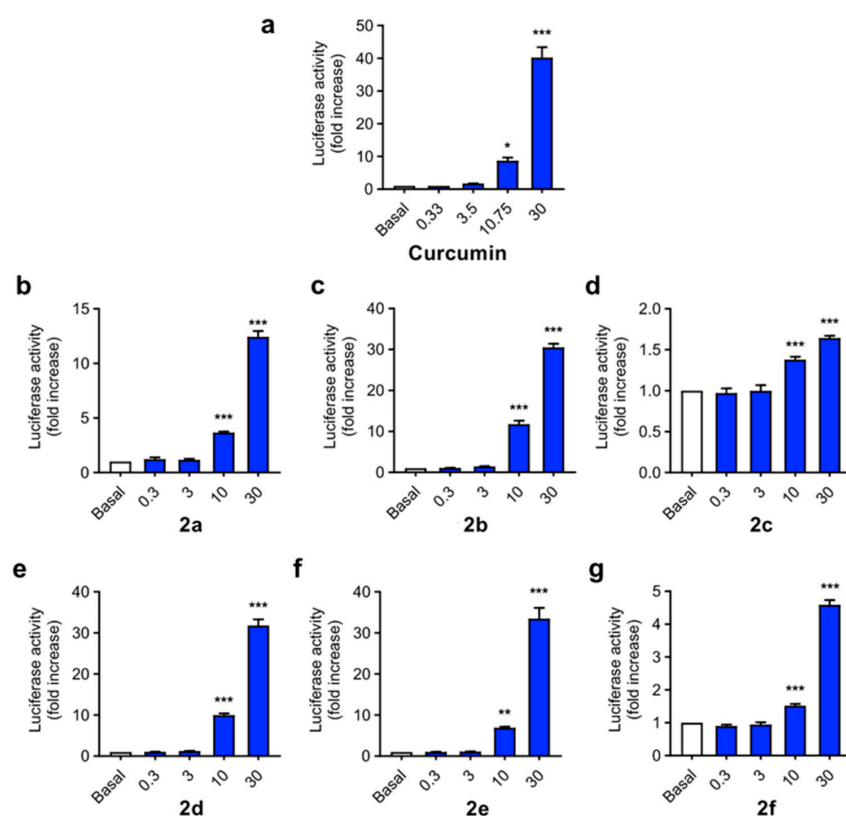 a
Luciferase activity
(fold increase)
50
40
30
20
10
0
*
***
Basal
0.33
3.5
10.75
30
Curcumin
b
Luciferase activity
(fold increase)
15
10
5
0
***
***
Basal
0.3
3
10
30
2a
c
Luciferase activity
(fold increase)
40
30
20
10
0
***
***
Basal
0.3
3
10
30
2b
d
Luciferase activity
(fold increase)
2.0
1.5
1.0
0.5
0.0
***
***
Basal
0.3
3
10
30
2c
e
Luciferase activity
(fold increase)
40
30
20
10
0
***
***
Basal
0.3
3
10
30
2d
f
Luciferase activity
(fold increase)
40
30
20
10
0
**
***
Basal
0.3
3
10
30
2e
g
Luciferase activity
(fold increase)
5
4
3
2
1
0
***
***
Basal
0.3
3
10
30
2f